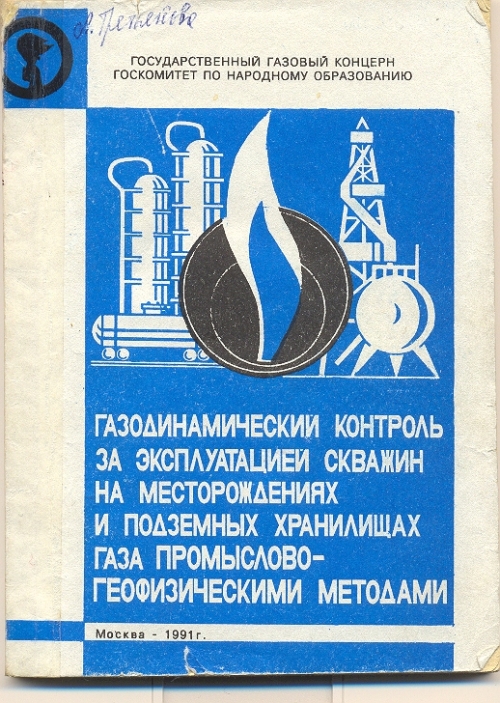 ГОСУДАРСТВЕННЫЙ ГАЗОВЫЙ КОНЦЕРН
ГОСКОМИТЕТ ПО НАРОДНОМУ ОБРАЗОВАНИЮ
ГАЗОДИНАМИЧЕСКИЙ КОНТРОЛЬ
ЗА ЭКСПЛУАТАЦИЕЙ СКВАЖИН
НА МЕСТОРОЖДЕНИЯХ
И ПОДЗЕМНЫХ ХРАНИЛИЩАХ
ГАЗА ПРОМЫСЛОВО-
ГЕОФИЗИЧЕСКИМИ МЕТОДАМИ
Москва - 1991г.